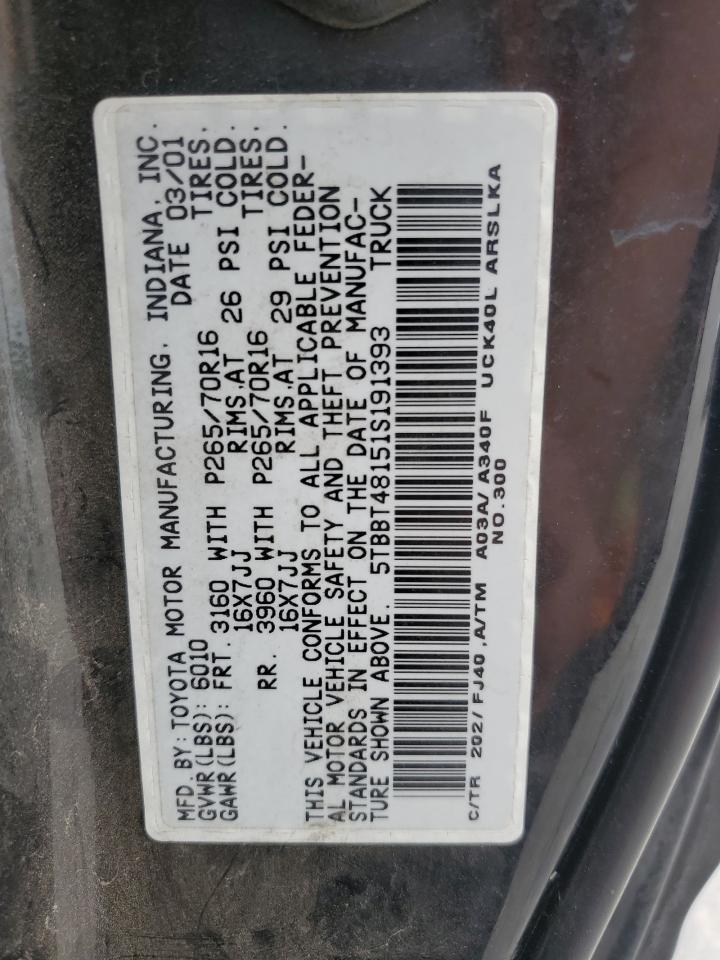 MFD. BY: TOYOTA MOTOR MANUFACTURING, INDIANA, INC.
GVWR(LBS): 6010 DATE 03/01
GAWR(LBS): FRT. 3160 WITH P265/70R16 TIRES,
16X7JJ RIMS,AT 26 PSI COLD.
RR. 3960 WITH P265/70R16 TIRES,
16X7JJ RIMS,AT 29 PSI COLD.
THIS VEHICLE CONFORMS TO ALL APPLICABLE FEDER-
AL MOTOR VEHICLE SAFETY AND THEFT PREVENTION
STANDARDS IN EFFECT ON THE DATE OF MANUFAC-
TURE SHOWN ABOVE. 5TBBT48151S191393 TRUCK
C/TR 202/FJ40 ,A/TM A03A/A340F UCK40L ARSLKA
NO.300